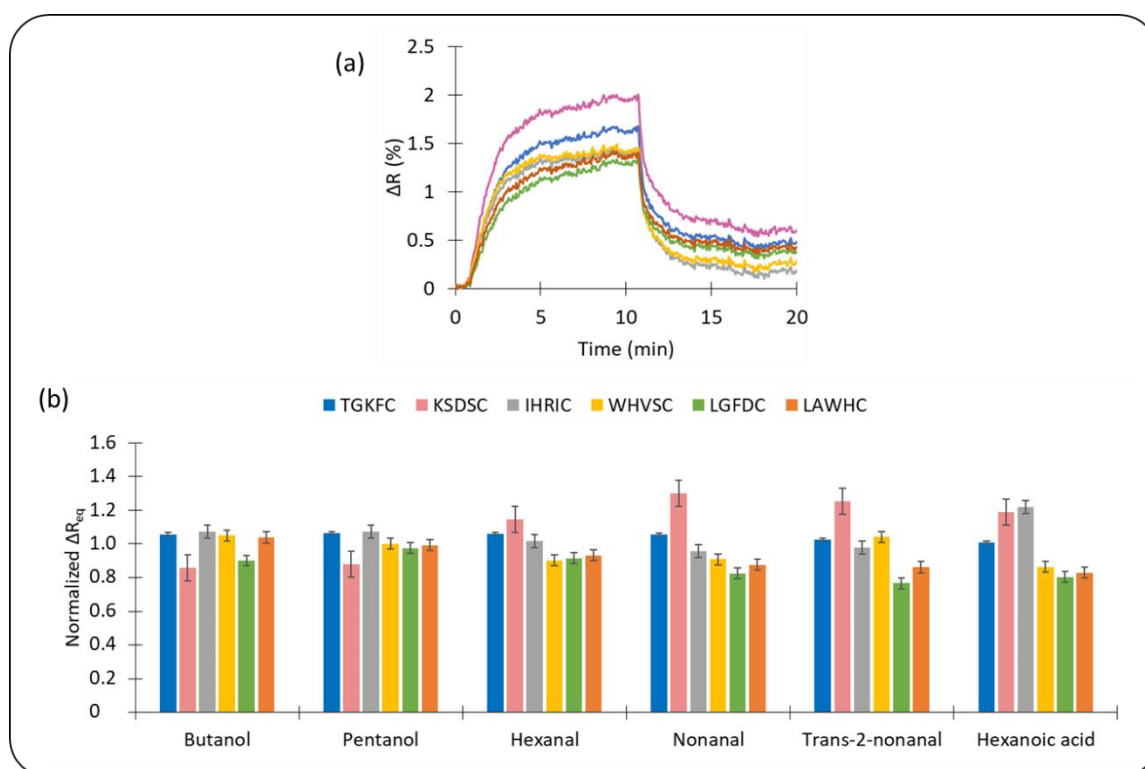 (a)
2.5
2
1.5
1
0.5
0
ΔR (%)
0 5 10 15 20
Time (min)
(b)
TGKFC KSDSC IHRIC WHVSC LGFDC LAWHC
1.6
1.4
1.2
1.0
0.8
0.6
0.4
0.2
0
Normalized ΔReq
Butanol Pentanol Hexanal Nonanal Trans-2-nonanal Hexanoic acid